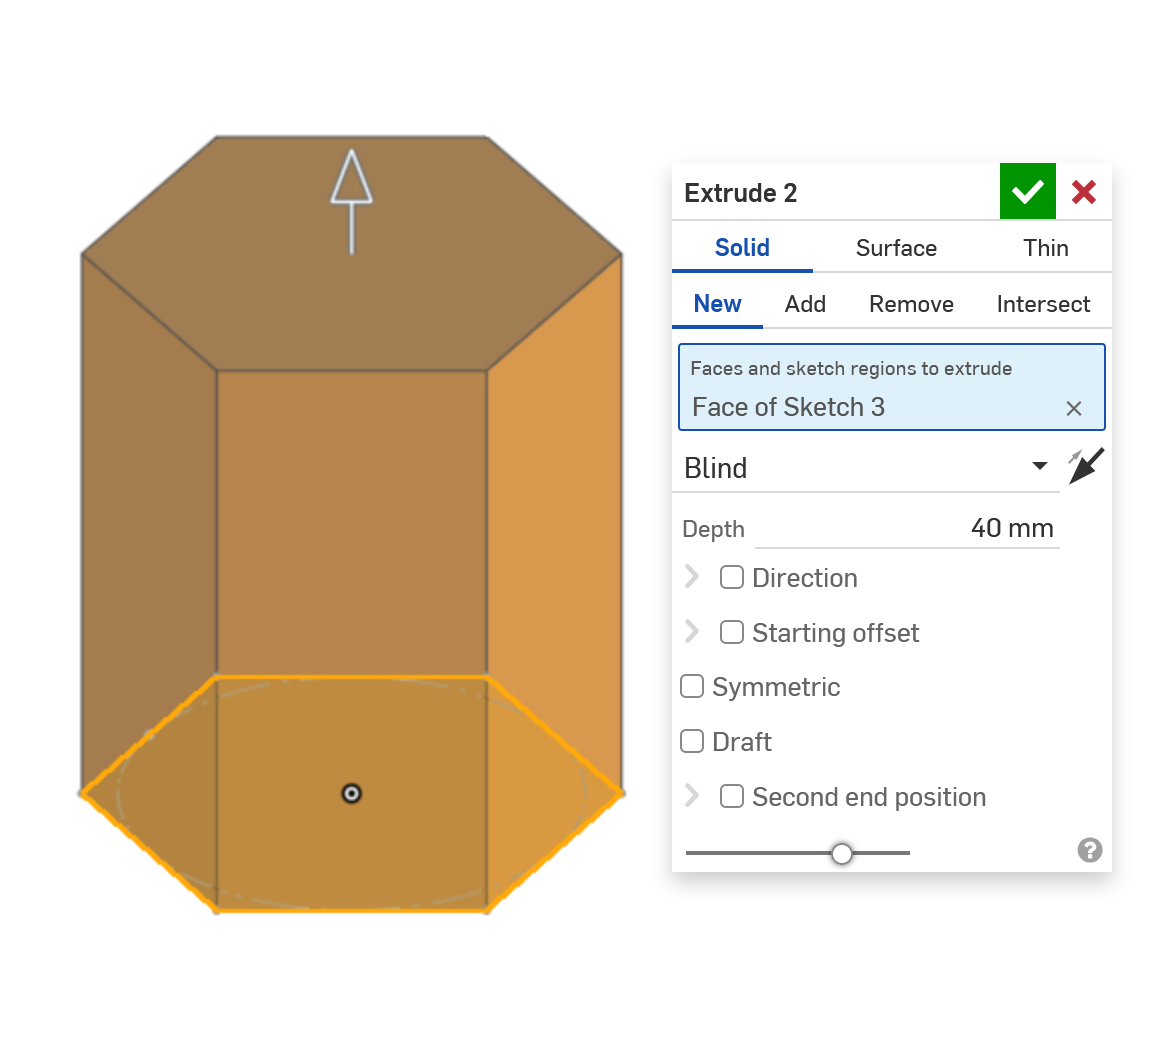 Extrude 2
Solid Surface Thin
New Add Remove Intersect
Faces and sketch regions to extrude
Face of Sketch 3
Blind
Depth 40 mm
Direction
Starting offset
Symmetric
Draft
Second end position
?